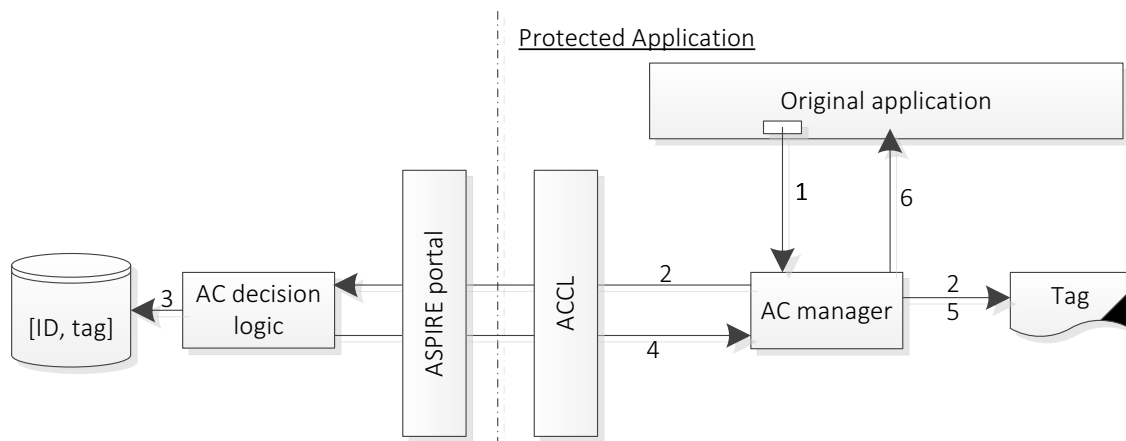 Protected Application
Original application
1
6
ASPIRE portal
ACCL
2
2
3
AC decision
logic
AC manager
Tag
[ID, tag]
5
4